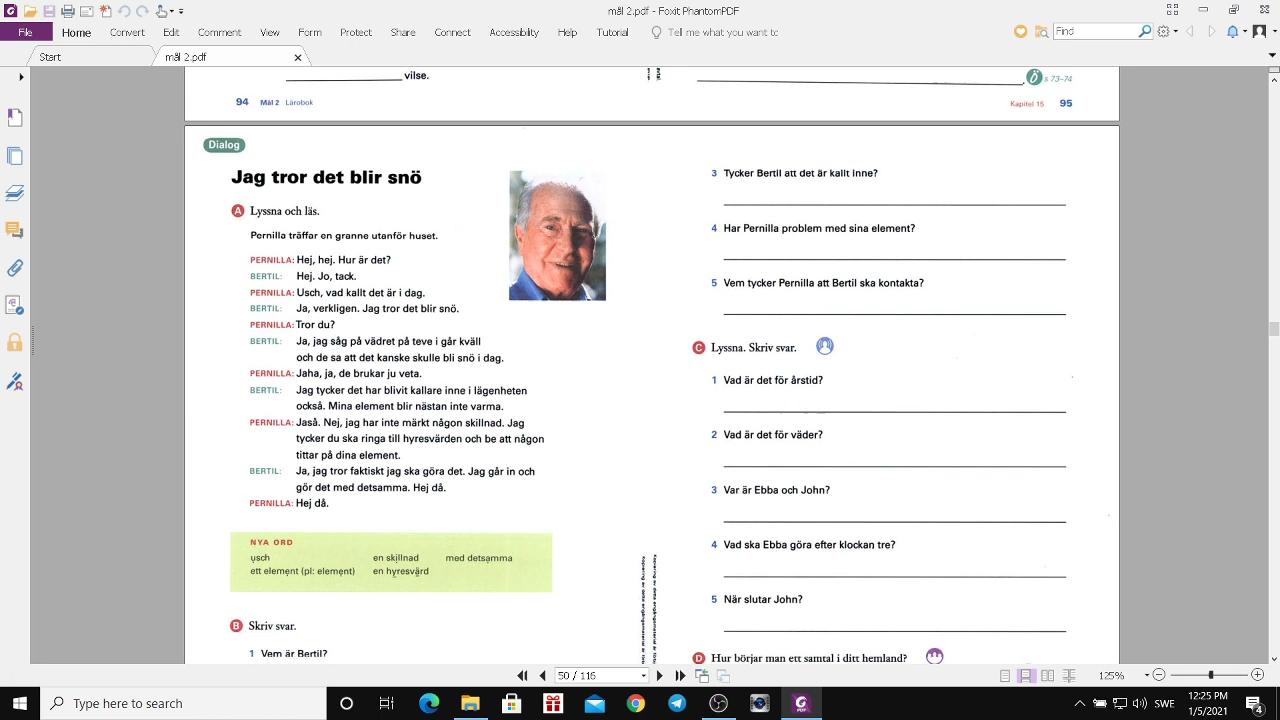 mål 2.pdf - Foxit PhantomPDF
Home Convert Edit Comment View Form Protect Share Connect Accessibility Help Tutorial Tell me what you want to do Find
Start mål 2.pdf
vilse.
Ö s 73–74
94 Mål 2 Lärobok
Kapitel 15 95
Dialog
Jag tror det blir snö
A Lyssna och läs.
Pernilla träffar en granne utanför huset.
PERNILLA: Hej, hej. Hur är det?
BERTIL: Hej. Jo, tack.
PERNILLA: Usch, vad kallt det är i dag.
BERTIL: Ja, verkligen. Jag tror det blir snö.
PERNILLA: Tror du?
BERTIL: Ja, jag såg på vädret på teve i går kväll
och de sa att det kanske skulle bli snö i dag.
PERNILLA: Jaha, ja, de brukar ju veta.
BERTIL: Jag tycker det har blivit kallare inne i lägenheten
också. Mina element blir nästan inte varma.
PERNILLA: Jaså. Nej, jag har inte märkt någon skillnad. Jag
tycker du ska ringa till hyresvärden och be att någon
tittar på dina element.
BERTIL: Ja, jag tror faktiskt jag ska göra det. Jag går in och
gör det med detsamma. Hej då.
PERNILLA: Hej då.
NYA ORD
usch en skillnad med detsamma
ett element (pl: element) en hyresvärd
B Skriv svar.
1 Vem är Bertil?
3 Tycker Bertil att det är kallt inne?
4 Har Pernilla problem med sina element?
5 Vem tycker Pernilla att Bertil ska kontakta?
C Lyssna. Skriv svar.
1 Vad är det för årstid?
2 Vad är det för väder?
3 Var är Ebba och John?
4 Vad ska Ebba göra efter klockan tre?
5 När slutar John?
D Hur börjar man ett samtal i ditt hemland?
50 / 116
125%
Type here to search
12:25 PM
1/5/2021